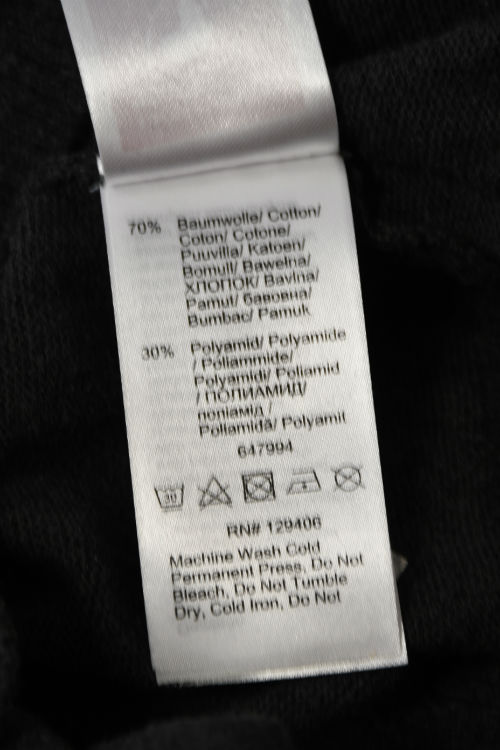 70% Baumwolle/ Cotton/
Coton/ Cotone/
Puuvilla/ Katoen/
Bomull/ Bawełna/
ХЛОПОК/ Bavlna/
Pamut/ бавовна/
Bumbac/ Pamuk
30% Polyamid/ Polyamide
/ Poliammide/
Polyamidi/ Poliamid
/ ПОЛИАМИД/
поліамід /
Poliamida/ Polyamit
647994
30
RN# 129406
Machine Wash Cold
Permanent Press, Do Not
Bleach, Do Not Tumble
Dry, Cold Iron, Do Not